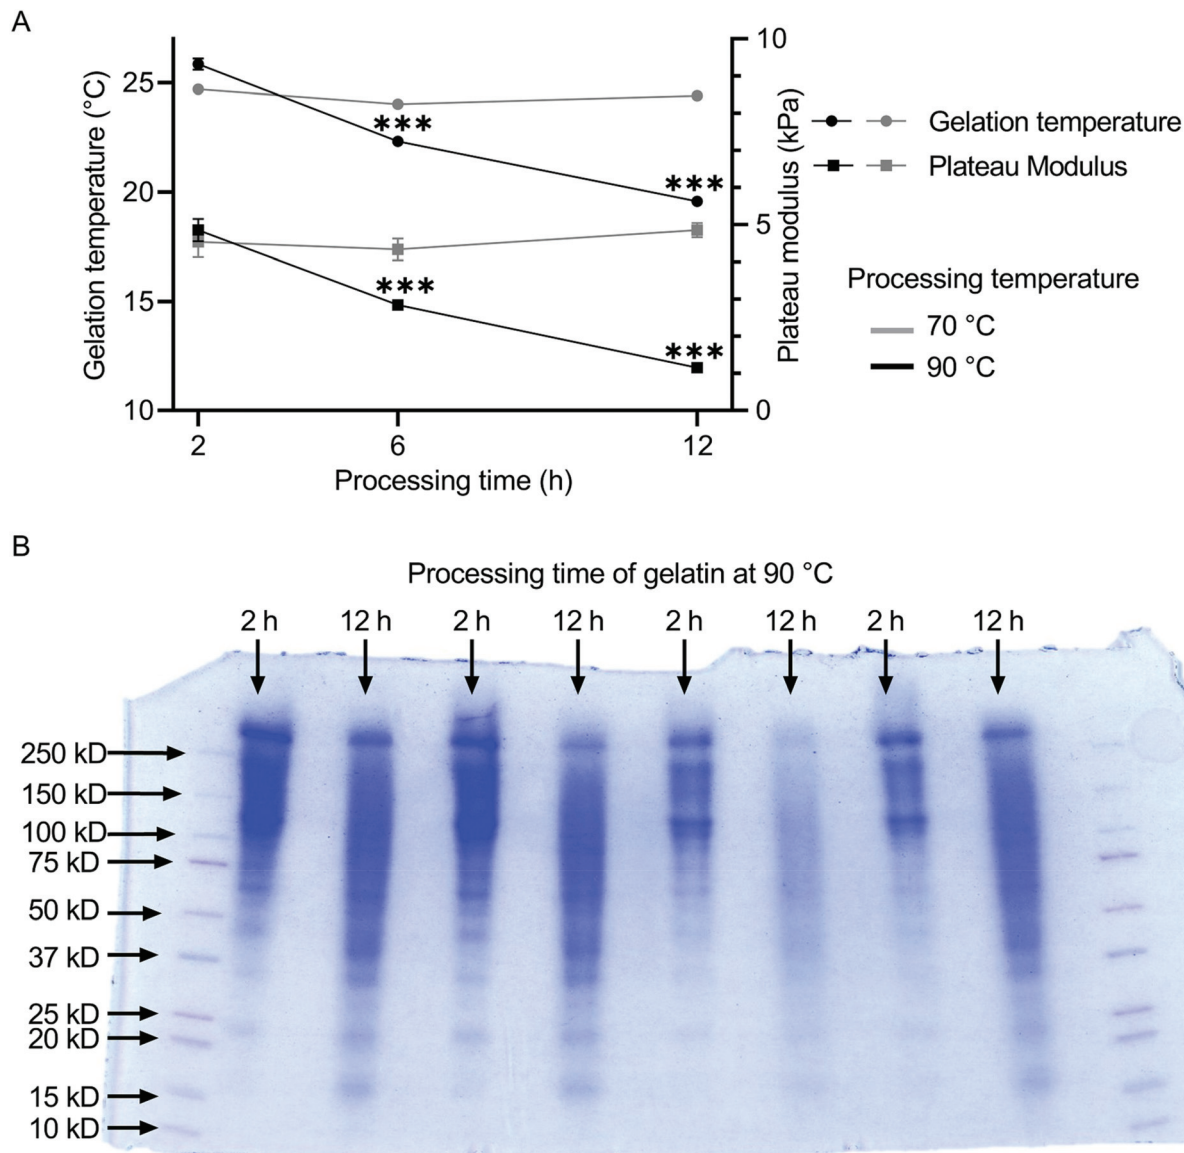 A
Gelation temperature (°C)
25
20
15
10
10
5
0
Plateau modulus (kPa)
***
***
***
***
2
6
12
Processing time (h)
Gelation temperature
Plateau Modulus
Processing temperature
70 °C
90 °C
B
Processing time of gelatin at 90 °C
2 h 12 h 2 h 12 h 2 h 12 h 2 h 12 h
250 kD
150 kD
100 kD
75 kD
50 kD
37 kD
25 kD
20 kD
15 kD
10 kD